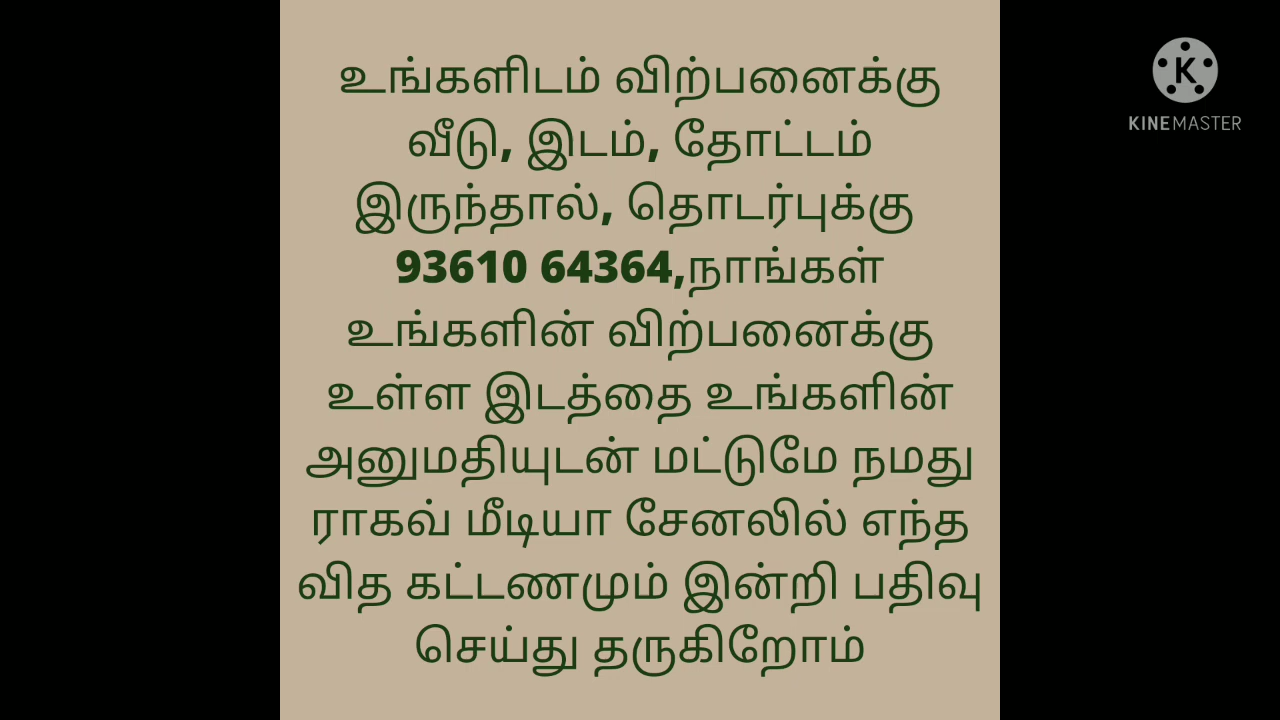 உங்களிடம் விற்பனைக்கு
வீடு, இடம், தோட்டம்
இருந்தால், தொடர்புக்கு
93610 64364,நாங்கள்
உங்களின் விற்பனைக்கு
உள்ள இடத்தை உங்களின்
அனுமதியுடன் மட்டுமே நமது
ராகவ் மீடியா சேனலில் எந்த
வித கட்டணமும் இன்றி பதிவு
செய்து தருகிறோம்
K
KINEMASTER